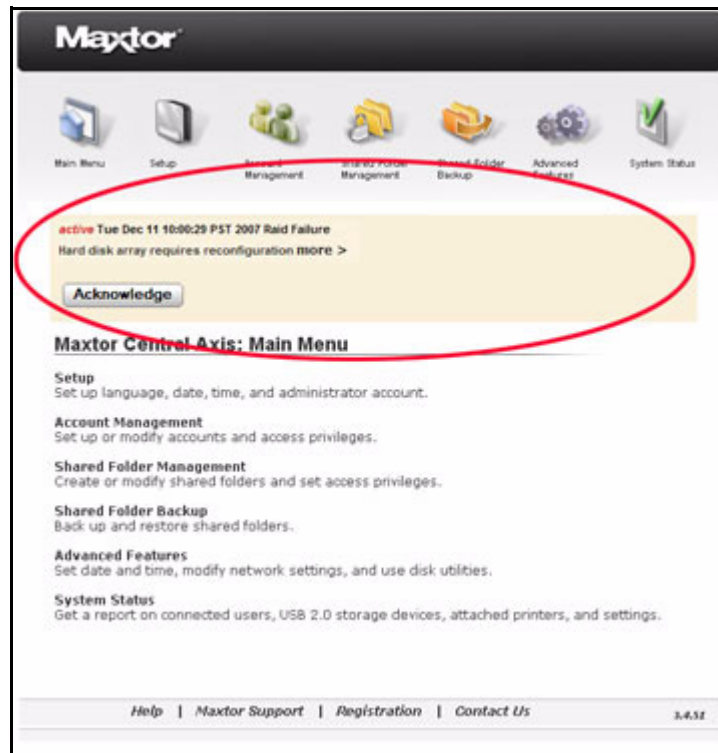 Maxtor
Main Menu
Setup
Account Management
Shared Folder Management
Shared Folder Backup
Advanced Features
System Status
active Tue Dec 11 10:00:29 PST 2007 Raid Failure
Hard disk array requires reconfiguration more >
Acknowledge
Maxtor Central Axis: Main Menu
Setup
Set up language, date, time, and administrator account.
Account Management
Set up or modify accounts and access privileges.
Shared Folder Management
Create or modify shared folders and set access privileges.
Shared Folder Backup
Back up and restore shared folders.
Advanced Features
Set date and time, modify network settings, and use disk utilities.
System Status
Get a report on connected users, USB 2.0 storage devices, attached printers, and settings.
Help | Maxtor Support | Registration | Contact Us
3.4.51